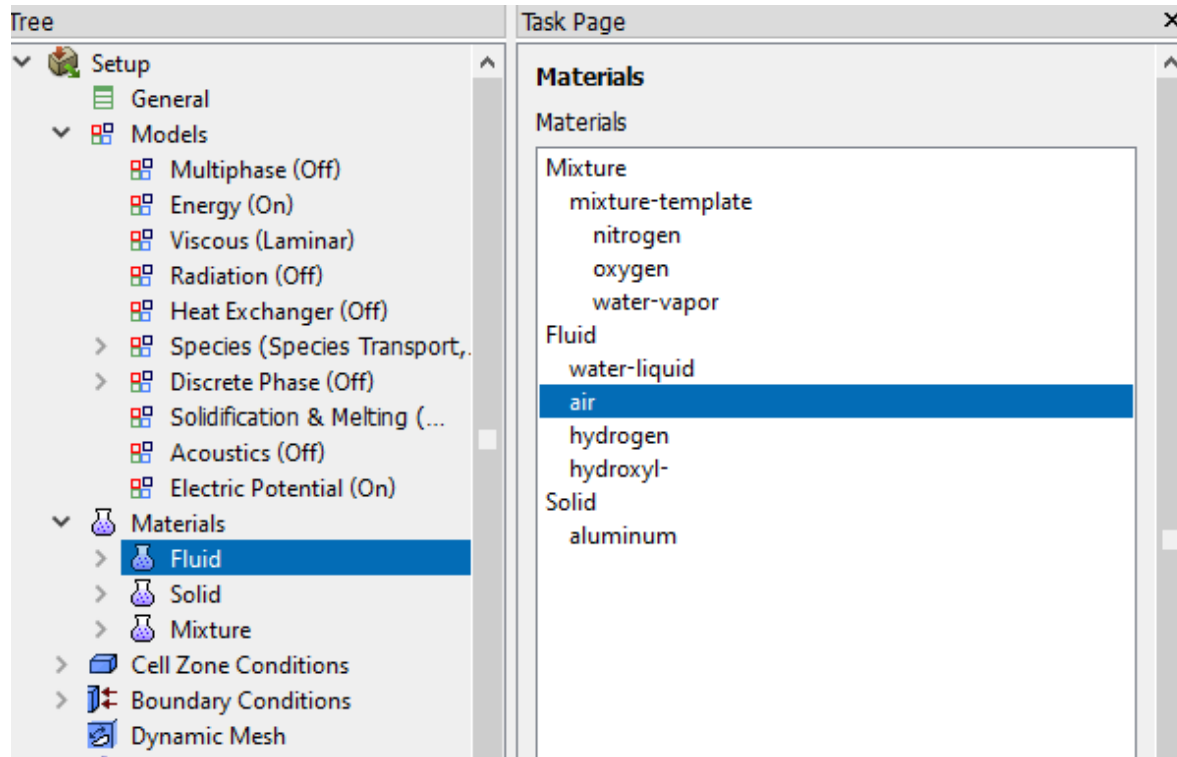 Tree
Setup
General
Models
Multiphase (Off)
Energy (On)
Viscous (Laminar)
Radiation (Off)
Heat Exchanger (Off)
Species (Species Transport,.
Discrete Phase (Off)
Solidification & Melting (...
Acoustics (Off)
Electric Potential (On)
Materials
Fluid
Solid
Mixture
Cell Zone Conditions
Boundary Conditions
Dynamic Mesh
Task Page
Materials
Materials
Mixture
mixture-template
nitrogen
oxygen
water-vapor
Fluid
water-liquid
air
hydrogen
hydroxyl-
Solid
aluminum